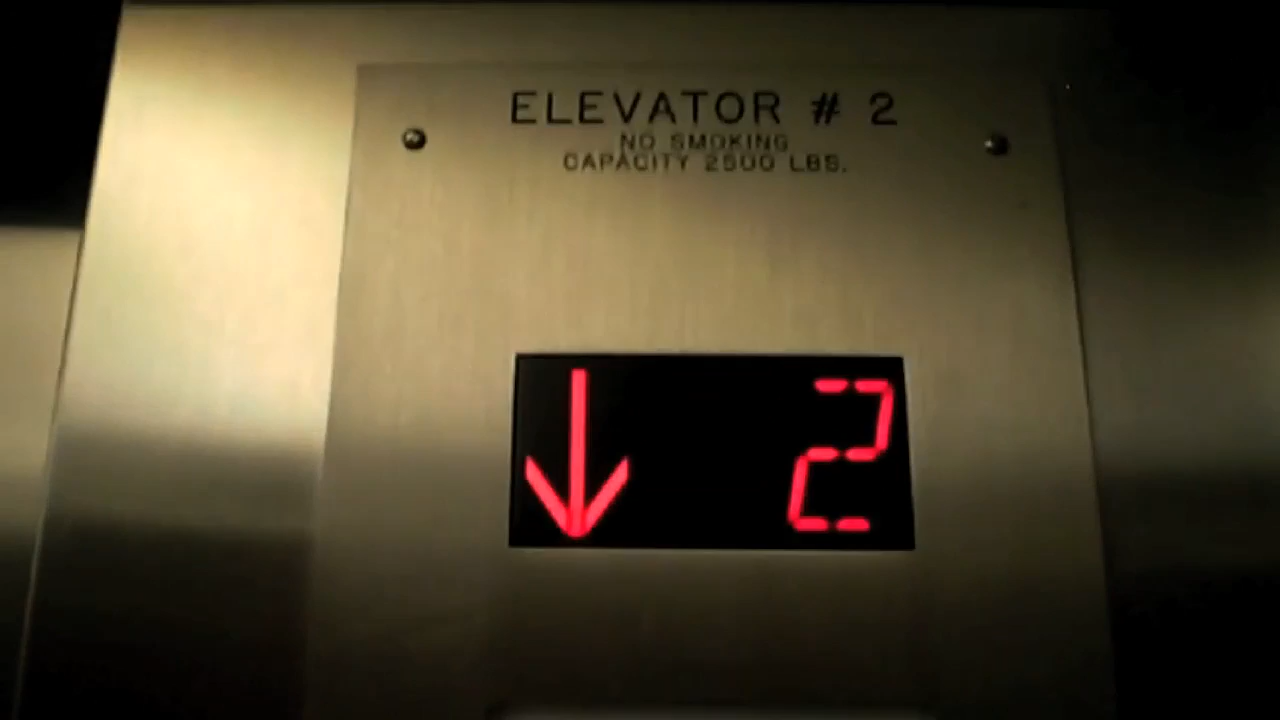 ELEVATOR # 2
NO SMOKING
CAPACITY 2500 LBS.
↓ 2